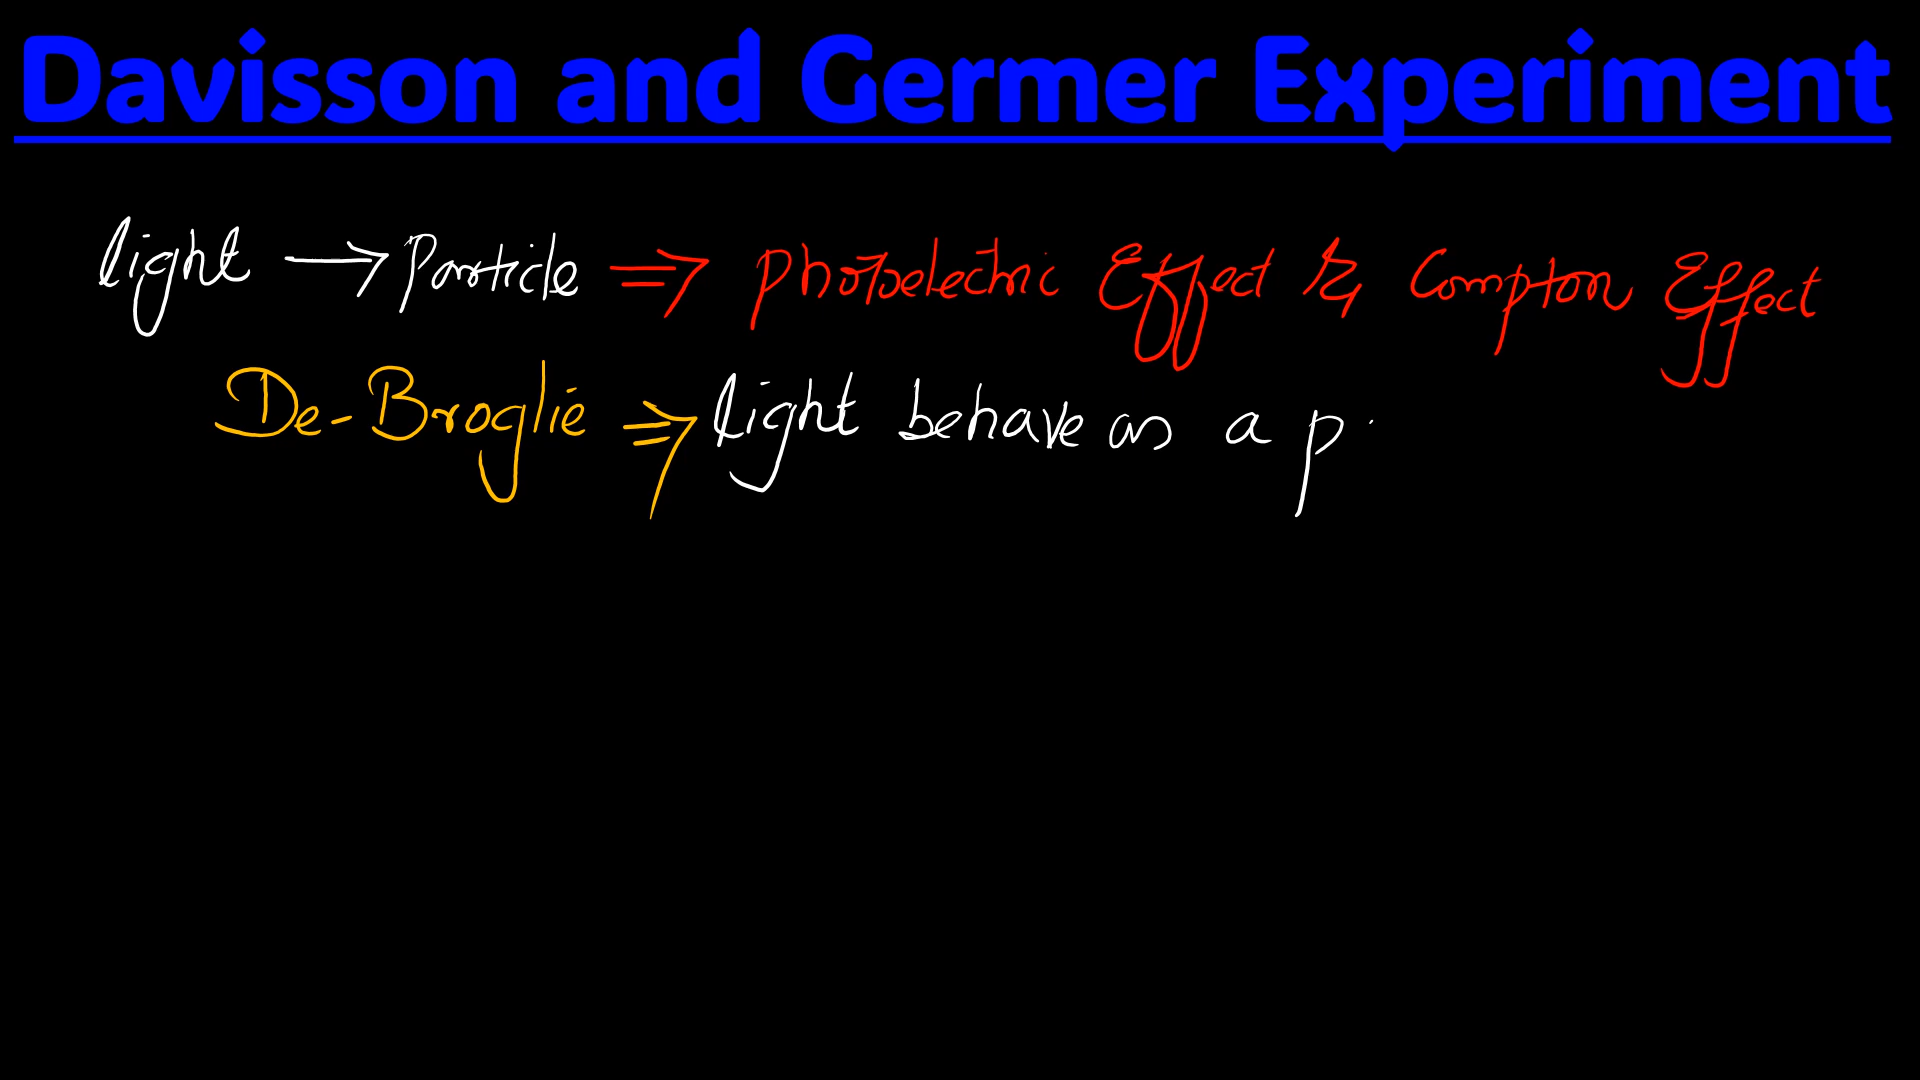 Davisson and Germer Experiment
light → Particle ⇒ Photoelectric Effect & Compton Effect
De-Broglie ⇒ light behave as a p